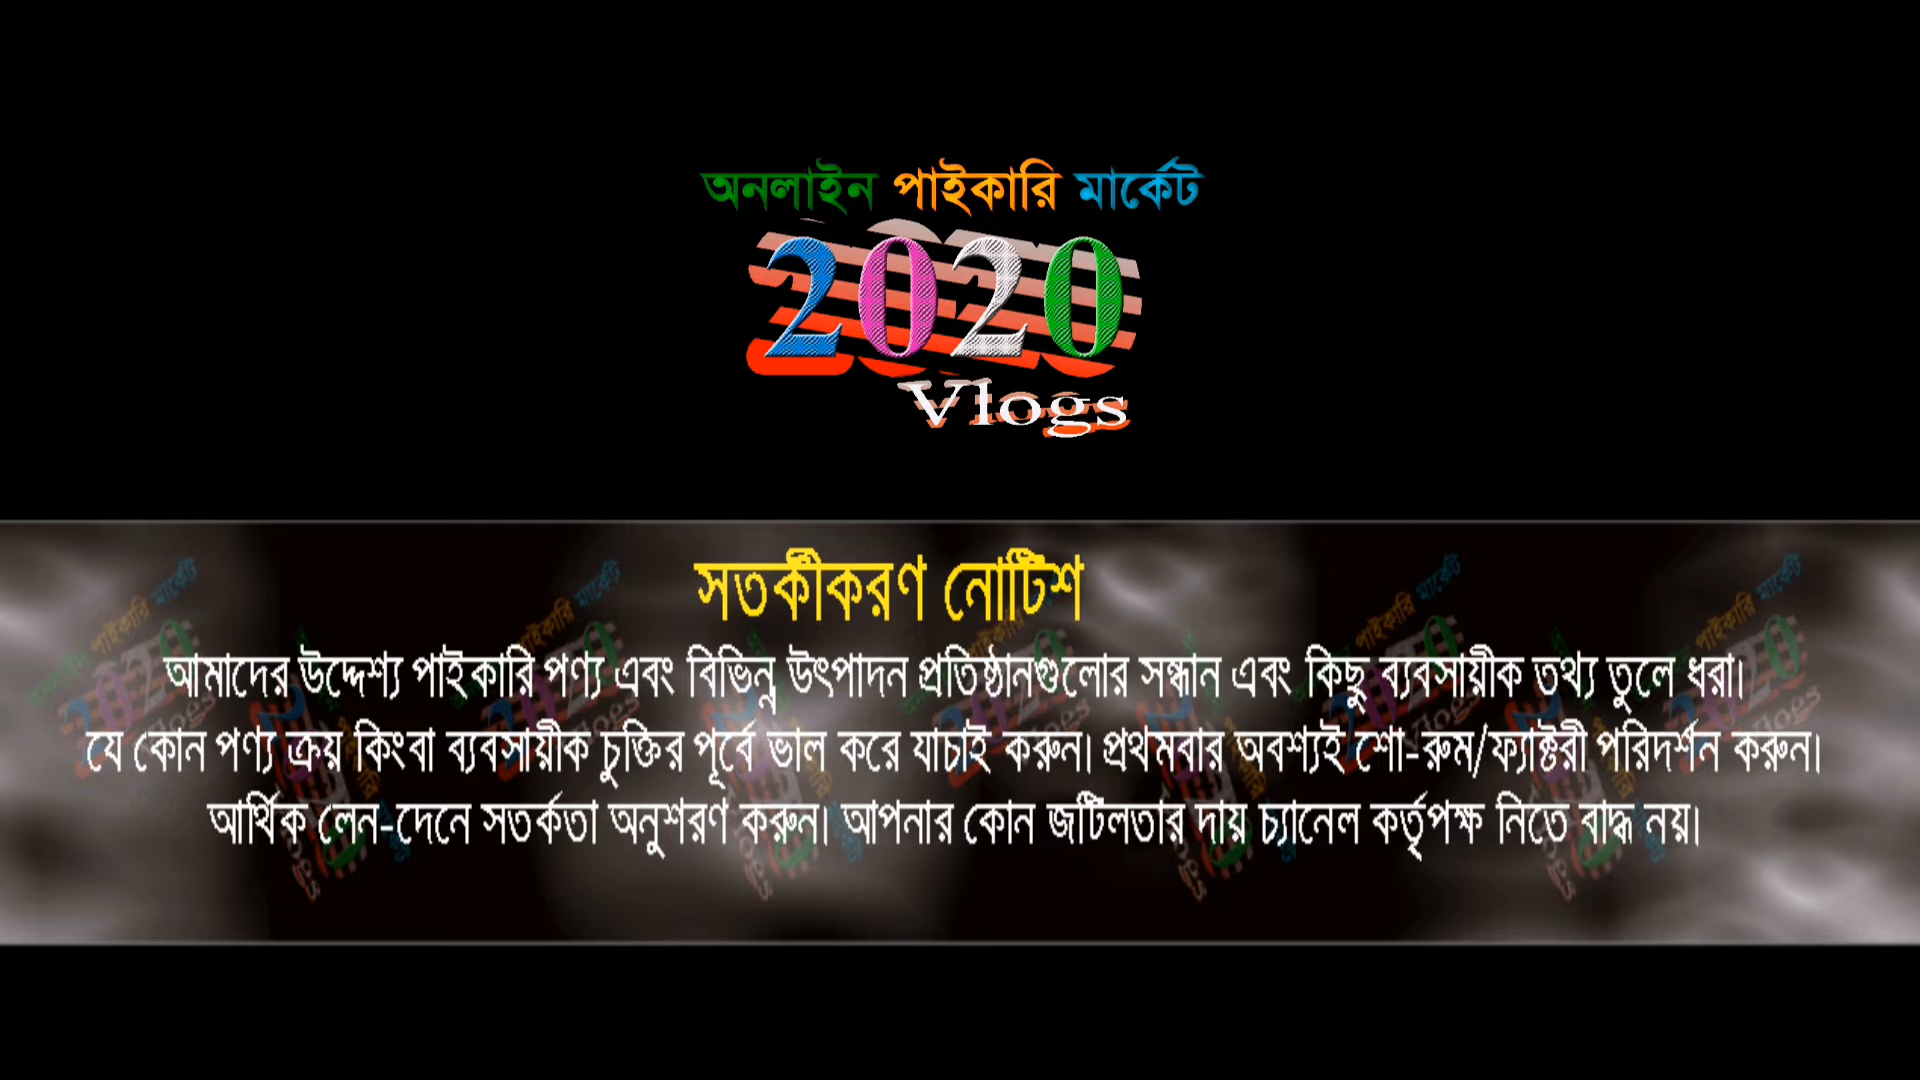 অনলাইন পাইকারি মার্কেট
2020
Vlogs
সতর্কীকরণ নোটিশ
আমাদের উদ্দেশ্য পাইকারি পণ্য এবং বিভিন্ন উৎপাদন প্রতিষ্ঠানগুলোর সন্ধান এবং কিছু ব্যবসায়ীক তথ্য তুলে ধরা।
যে কোন পণ্য ক্রয় কিংবা ব্যবসায়ীক চুক্তির পূর্বে ভাল করে যাচাই করুন। প্রথমবার অবশ্যই শো-রুম/ফ্যাক্টরী পরিদর্শন করুন।
আর্থিক লেন-দেনে সতর্কতা অনুশরণ করুন। আপনার কোন জটিলতার দায় চ্যানেল কর্তৃপক্ষ নিতে বাদ্ধ নয়।